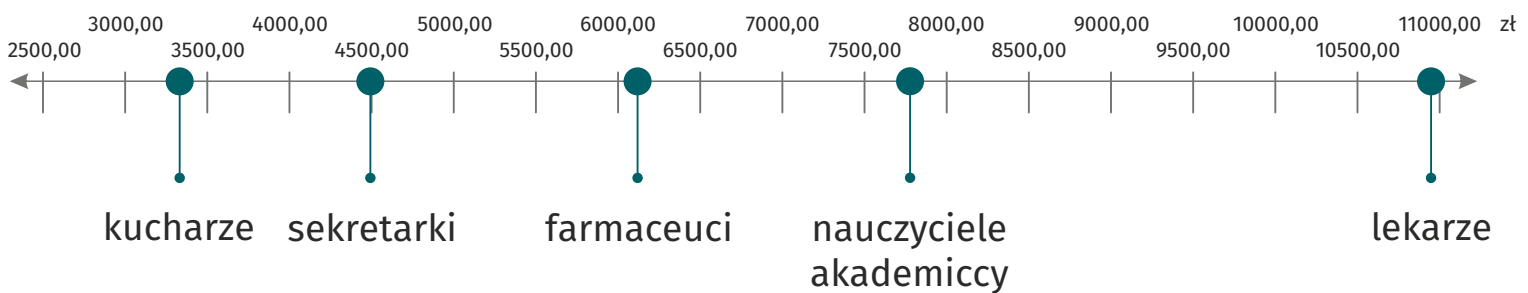 3000,00 4000,00 5000,00 6000,00 7000,00 8000,00 9000,00 10000,00 11000,00 zł
2500,00 3500,00 4500,00 5500,00 6500,00 7500,00 8500,00 9500,00 10500,00
kucharze sekretarki farmaceuci nauczyciele lekarze
akademiccy